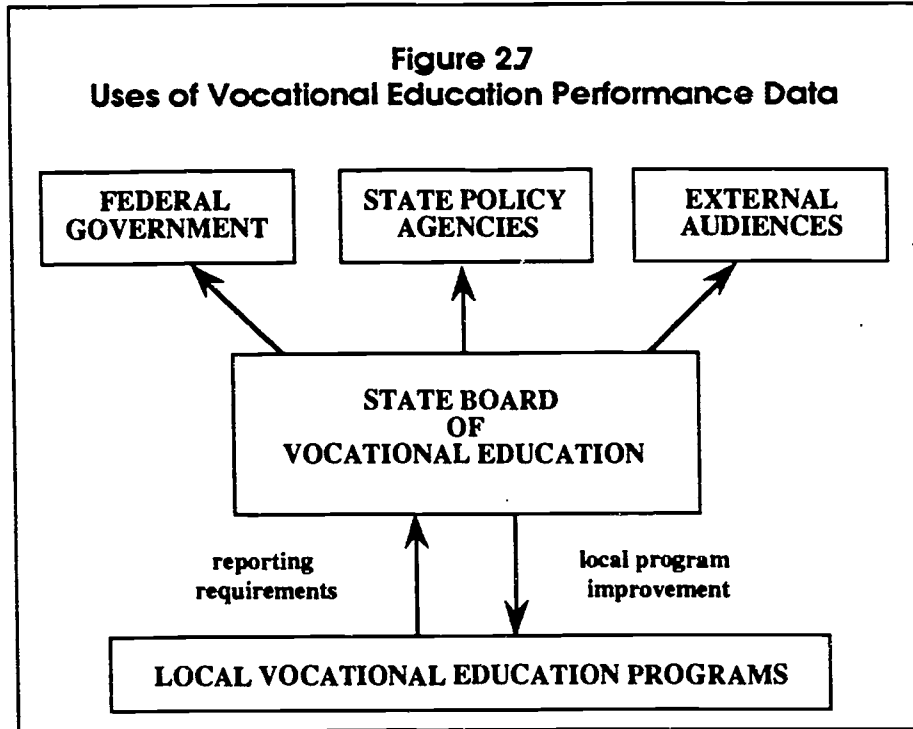 Figure 2.7
Uses of Vocational Education Performance Data
FEDERAL
GOVERNMENT
STATE POLICY
AGENCIES
EXTERNAL
AUDIENCES
STATE BOARD
OF
VOCATIONAL EDUCATION
reporting
requirements
local program
improvement
LOCAL VOCATIONAL EDUCATION PROGRAMS